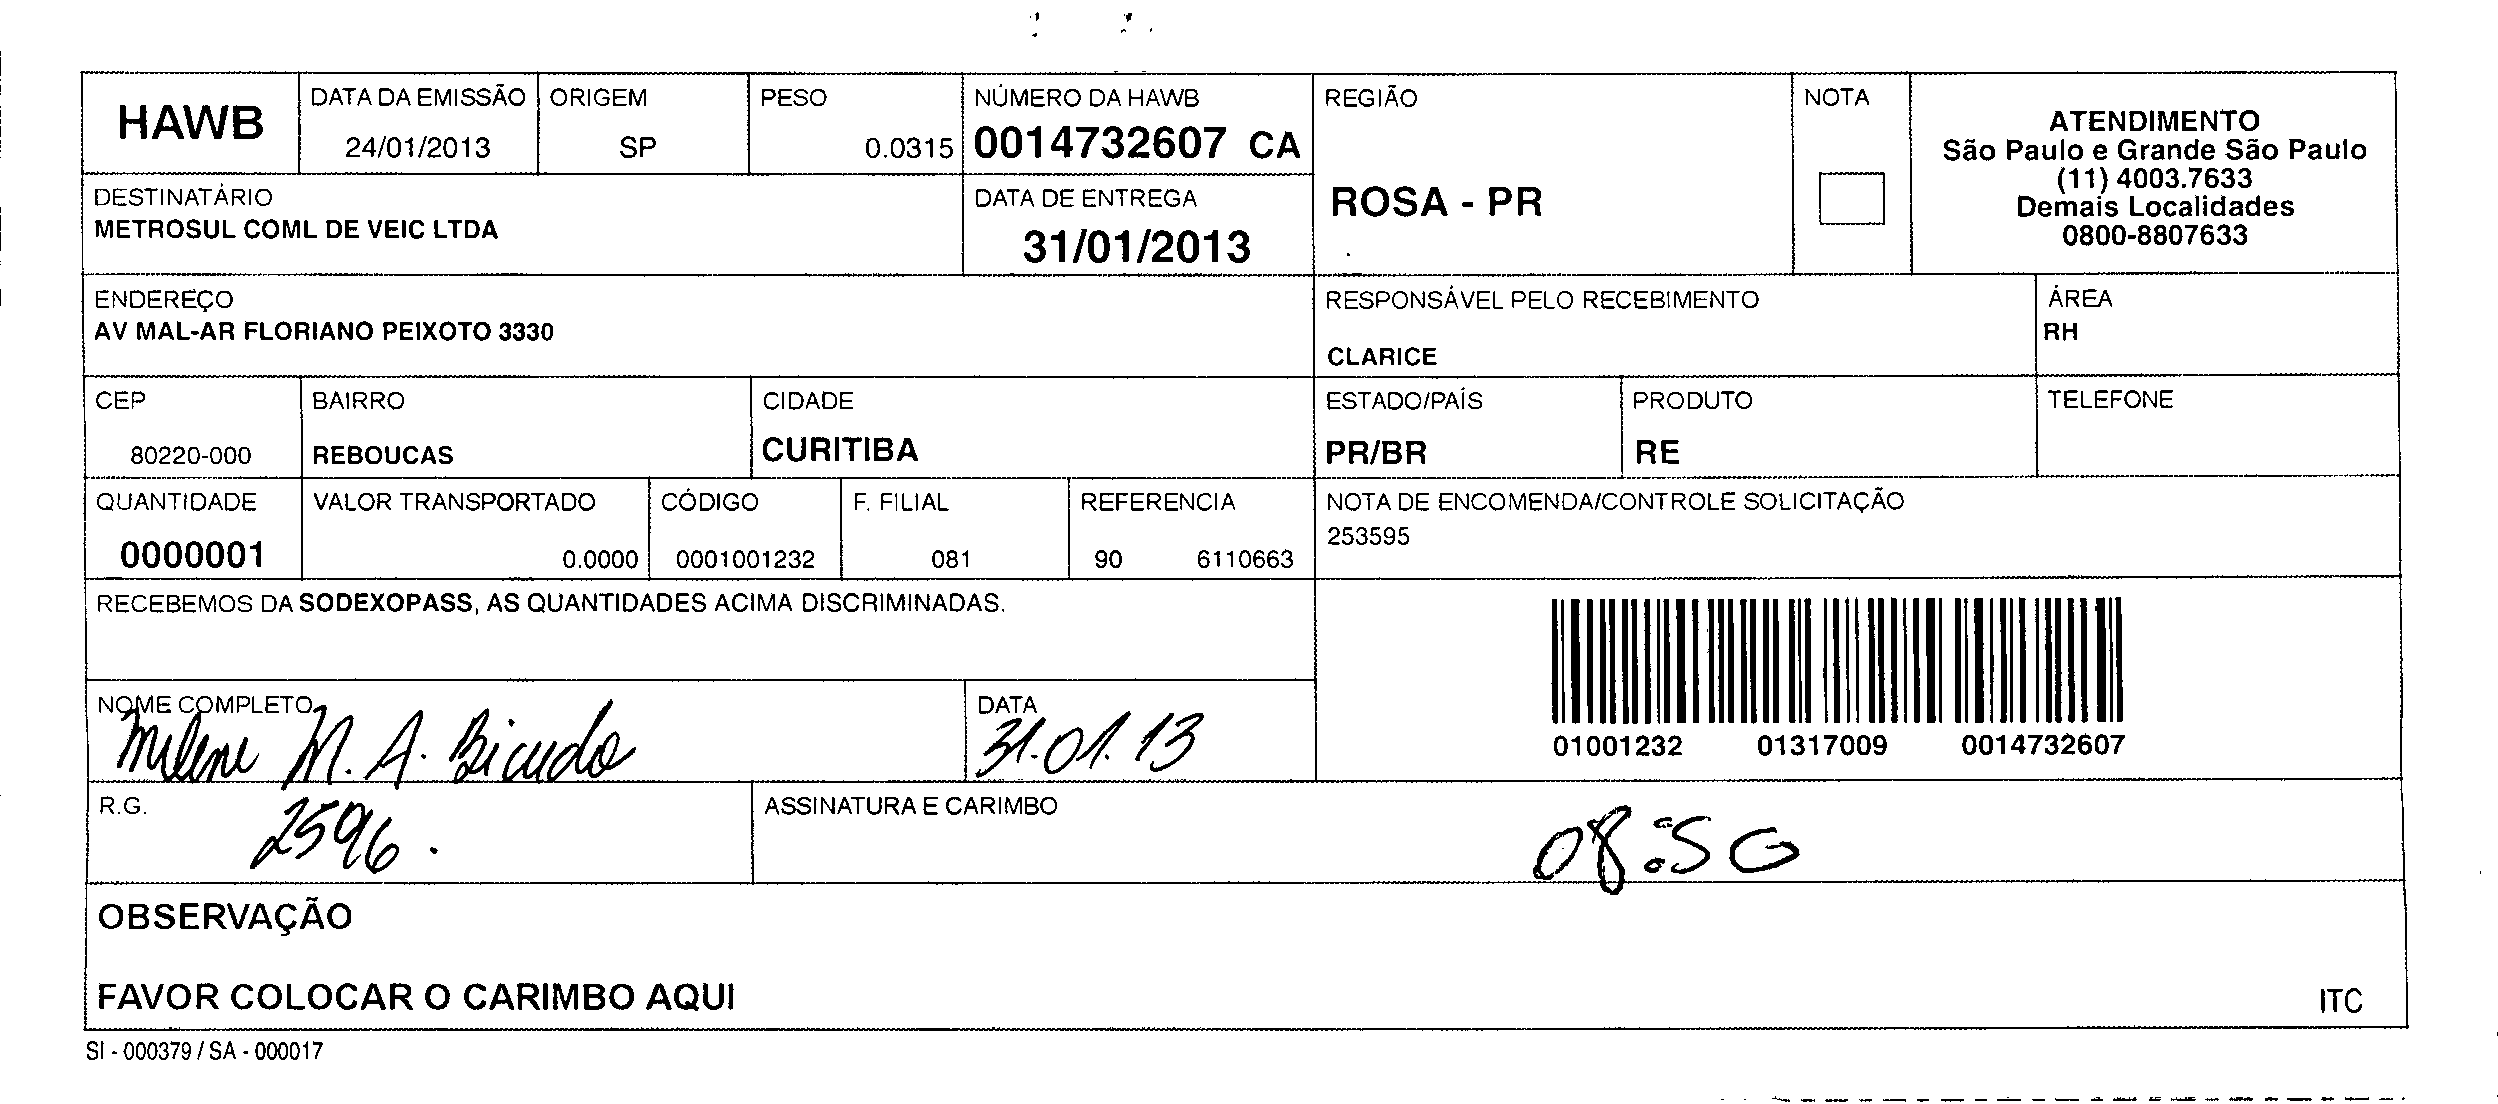 HAWB
DATA DA EMISSÃO
24/01/2013
ORIGEM
SP
PESO
0.0315
NÚMERO DA HAWB
0014732607 CA
REGIÃO
ROSA - PR
NOTA
ATENDIMENTO
São Paulo e Grande São Paulo
(11) 4003.7633
Demais Localidades
0800-8807633
DESTINATÁRIO
METROSUL COML DE VEIC LTDA
DATA DE ENTREGA
31/01/2013
ENDEREÇO
AV MAL-AR FLORIANO PEIXOTO 3330
RESPONSÁVEL PELO RECEBIMENTO
CLARICE
ÁREA
RH
CEP
80220-000
BAIRRO
REBOUCAS
CIDADE
CURITIBA
ESTADO/PAÍS
PR/BR
PRODUTO
RE
TELEFONE
QUANTIDADE
0000001
VALOR TRANSPORTADO
0.0000
CÓDIGO
0001001232
F. FILIAL
081
REFERENCIA
90 6110663
NOTA DE ENCOMENDA/CONTROLE SOLICITAÇÃO
253595
RECEBEMOS DA SODEXOPASS, AS QUANTIDADES ACIMA DISCRIMINADAS.
01001232 01317009 0014732607
NOME COMPLETO
Milene M. A. Bicudo
DATA
31.01.13
R.G.
2596.
ASSINATURA E CARIMBO
08:50
OBSERVAÇÃO
FAVOR COLOCAR O CARIMBO AQUI
ITC
SI - 000379 / SA - 000017